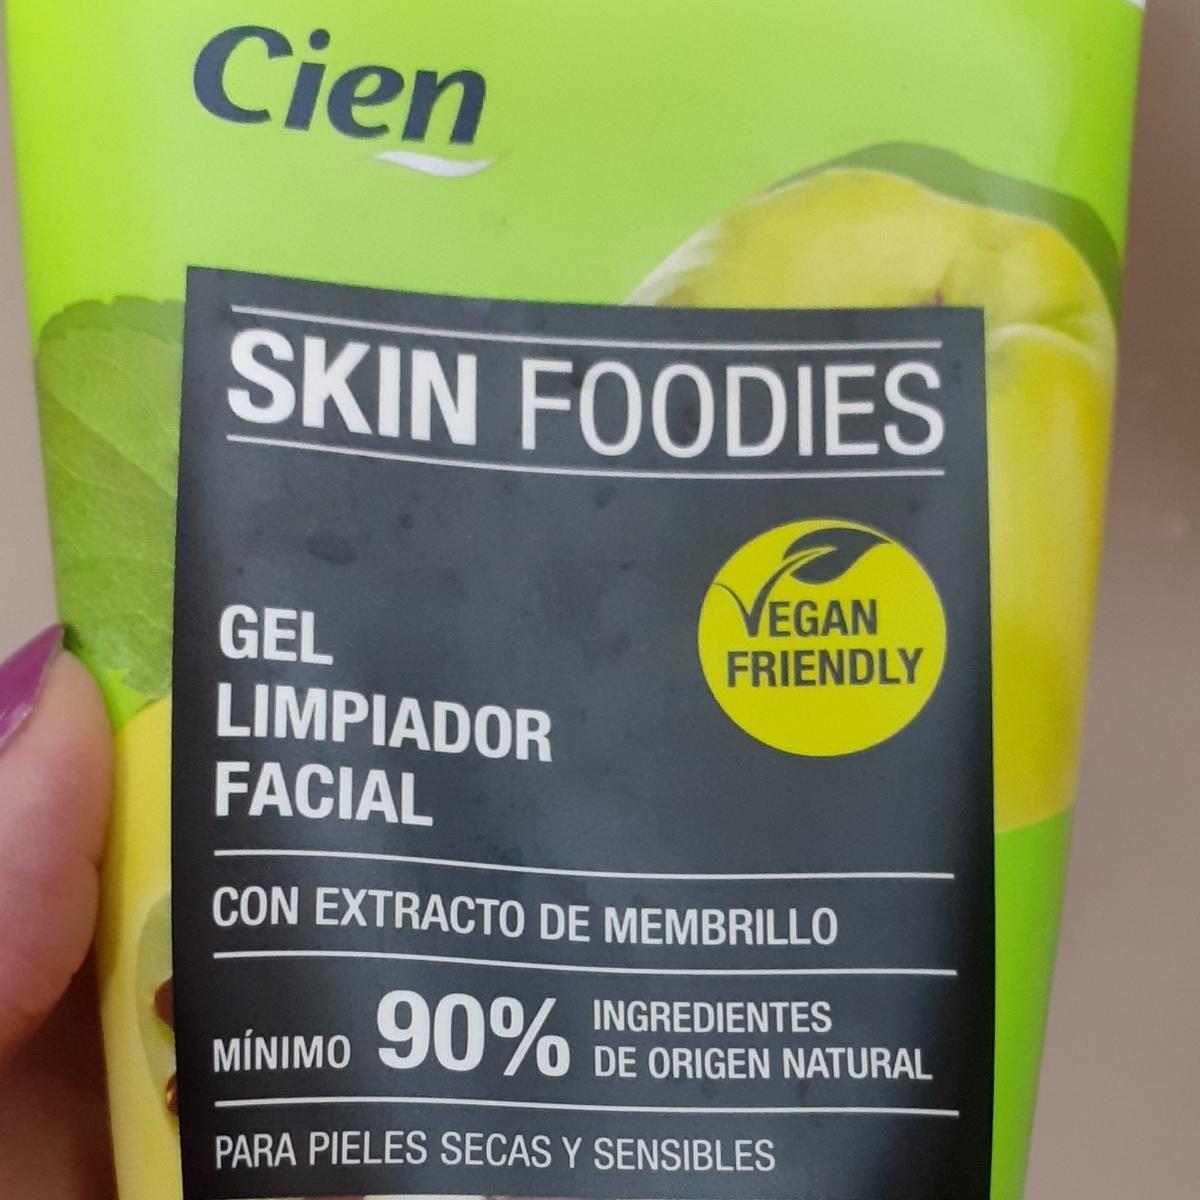 Cien
SKIN FOODIES
VEGAN
FRIENDLY
GEL
LIMPIADOR
FACIAL
CON EXTRACTO DE MEMBRILLO
MÍNIMO 90% INGREDIENTES
DE ORIGEN NATURAL
PARA PIELES SECAS Y SENSIBLES